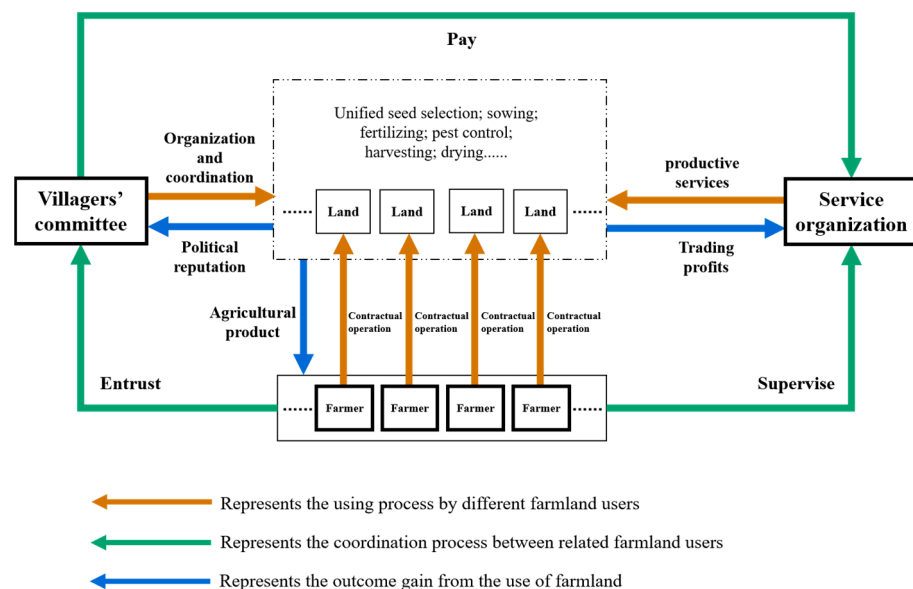 Pay
Unified seed selection; sowing;
fertilizing; pest control;
harvesting; drying......
Organization
and
coordination
productive
services
Villagers’
committee
Service
organization
...... Land Land Land Land ......
Political
reputation
Trading
profits
Agricultural
product
Contractual
operation
Contractual
operation
Contractual
operation
Contractual
operation
Entrust
Supervise
...... Farmer Farmer Farmer Farmer ......
Represents the using process by different farmland users
Represents the coordination process between related farmland users
Represents the outcome gain from the use of farmland